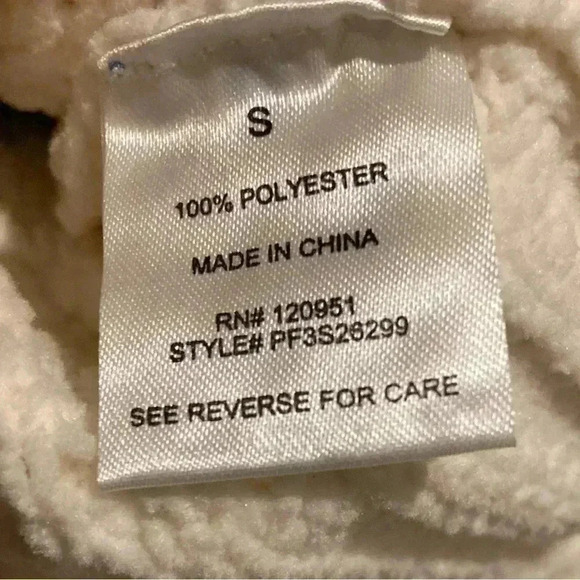 S
100% POLYESTER
MADE IN CHINA
RN# 120951
STYLE# PF3S26299
SEE REVERSE FOR CARE